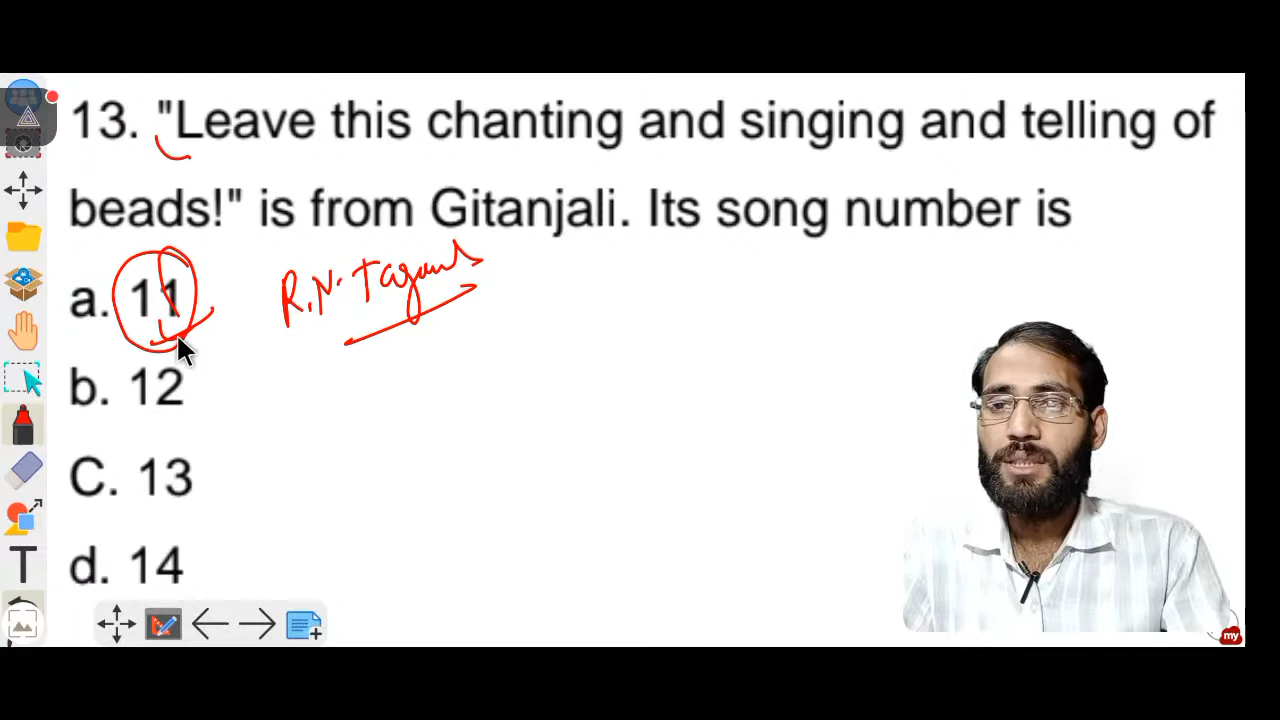 13. "Leave this chanting and singing and telling of
beads!" is from Gitanjali. Its song number is
a. 11
R.N. Tagore
b. 12
C. 13
d. 14
T
my